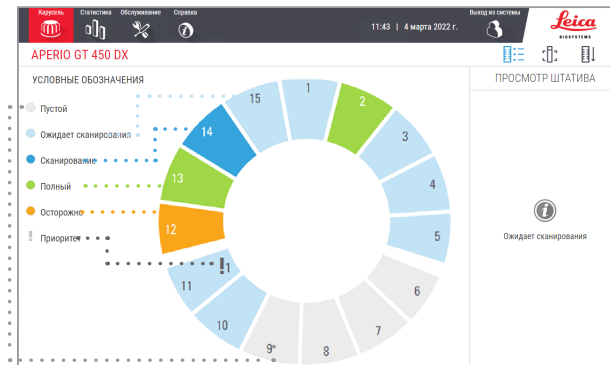 Карусель Статистика Обслуживание Справка Выход из системы
11:43 | 4 марта 2022 г.
Leica
BIOSYSTEMS
APERIO GT 450 DX
УСЛОВНЫЕ ОБОЗНАЧЕНИЯ
ПРОСМОТР ШТАТИВА
Пустой
Ожидает сканирования
Сканирование
Полный
Осторожно
! Приоритет
Ожидает сканирования
1
2
3
4
5
6
7
8
9
10
11
12
13
14
15
!1